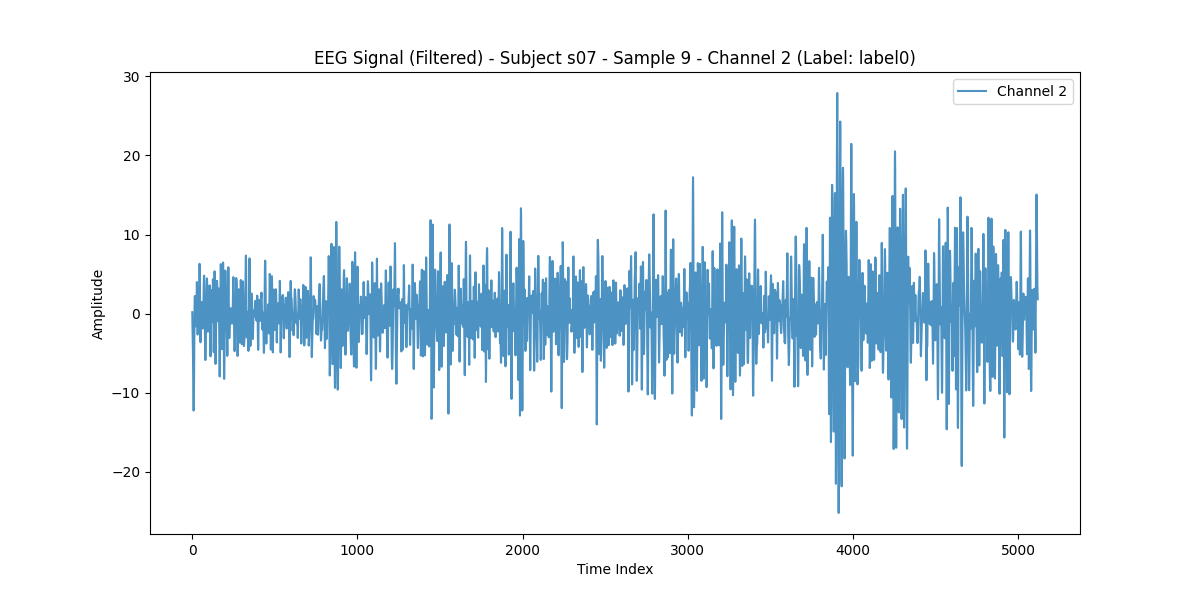 EEG Signal (Filtered) - Subject s07 - Sample 9 - Channel 2 (Label: label0)
Channel 2
30
20
10
0
−10
−20
Amplitude
0 1000 2000 3000 4000 5000
Time Index